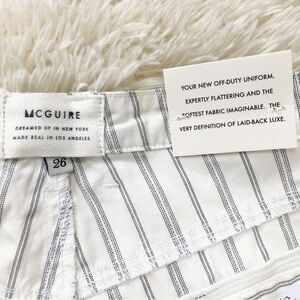 MCGUIRE
DREAMED UP IN NEW YORK
MADE REAL IN LOS ANGELES
26
YOUR NEW OFF-DUTY UNIFORM.
EXPERTLY FLATTERING AND THE
SOFTEST FABRIC IMAGINABLE. THE
VERY DEFINITION OF LAID-BACK LUXE.